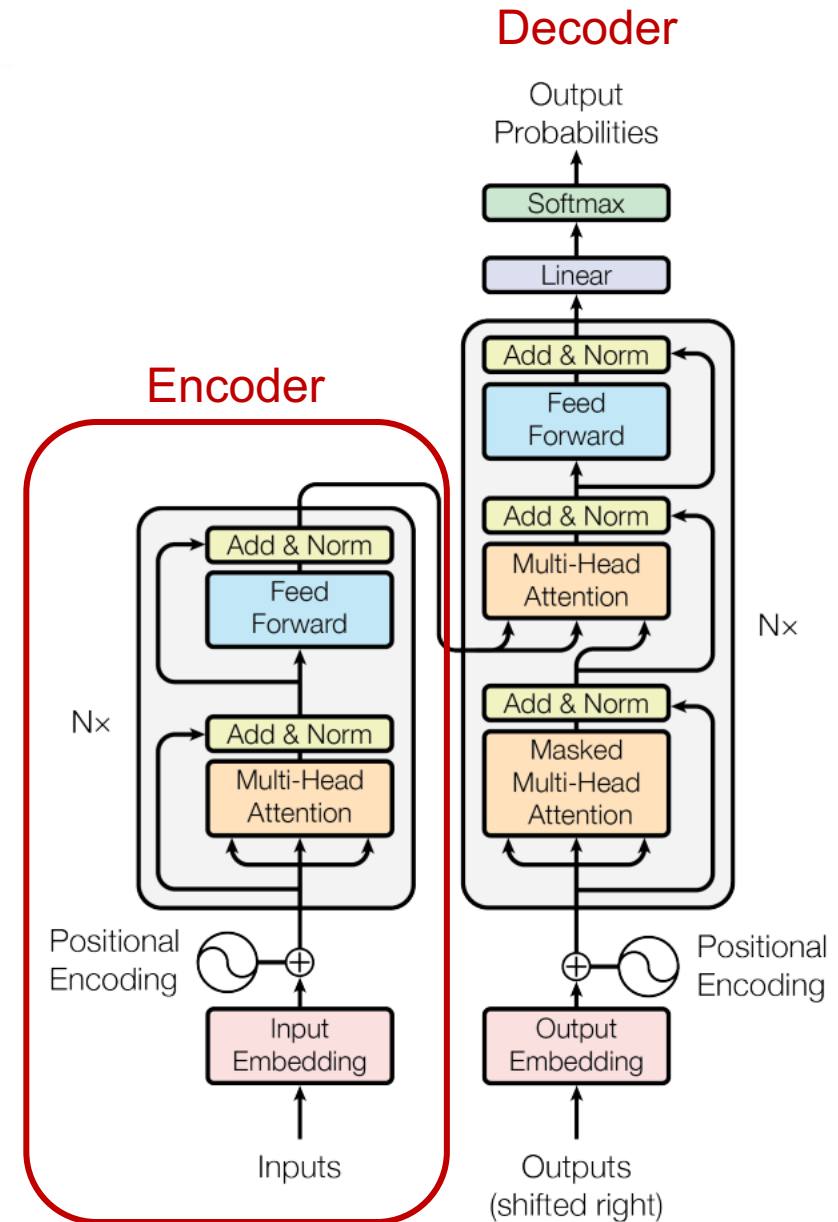 Decoder
Output
Probabilities
Softmax
Linear
Add & Norm
Feed
Forward
Add & Norm
Multi-Head
Attention
Nx
Add & Norm
Masked
Multi-Head
Attention
Positional
Encoding
Output
Embedding
Outputs
(shifted right)
Encoder
Add & Norm
Feed
Forward
Nx
Add & Norm
Multi-Head
Attention
Positional
Encoding
Input
Embedding
Inputs